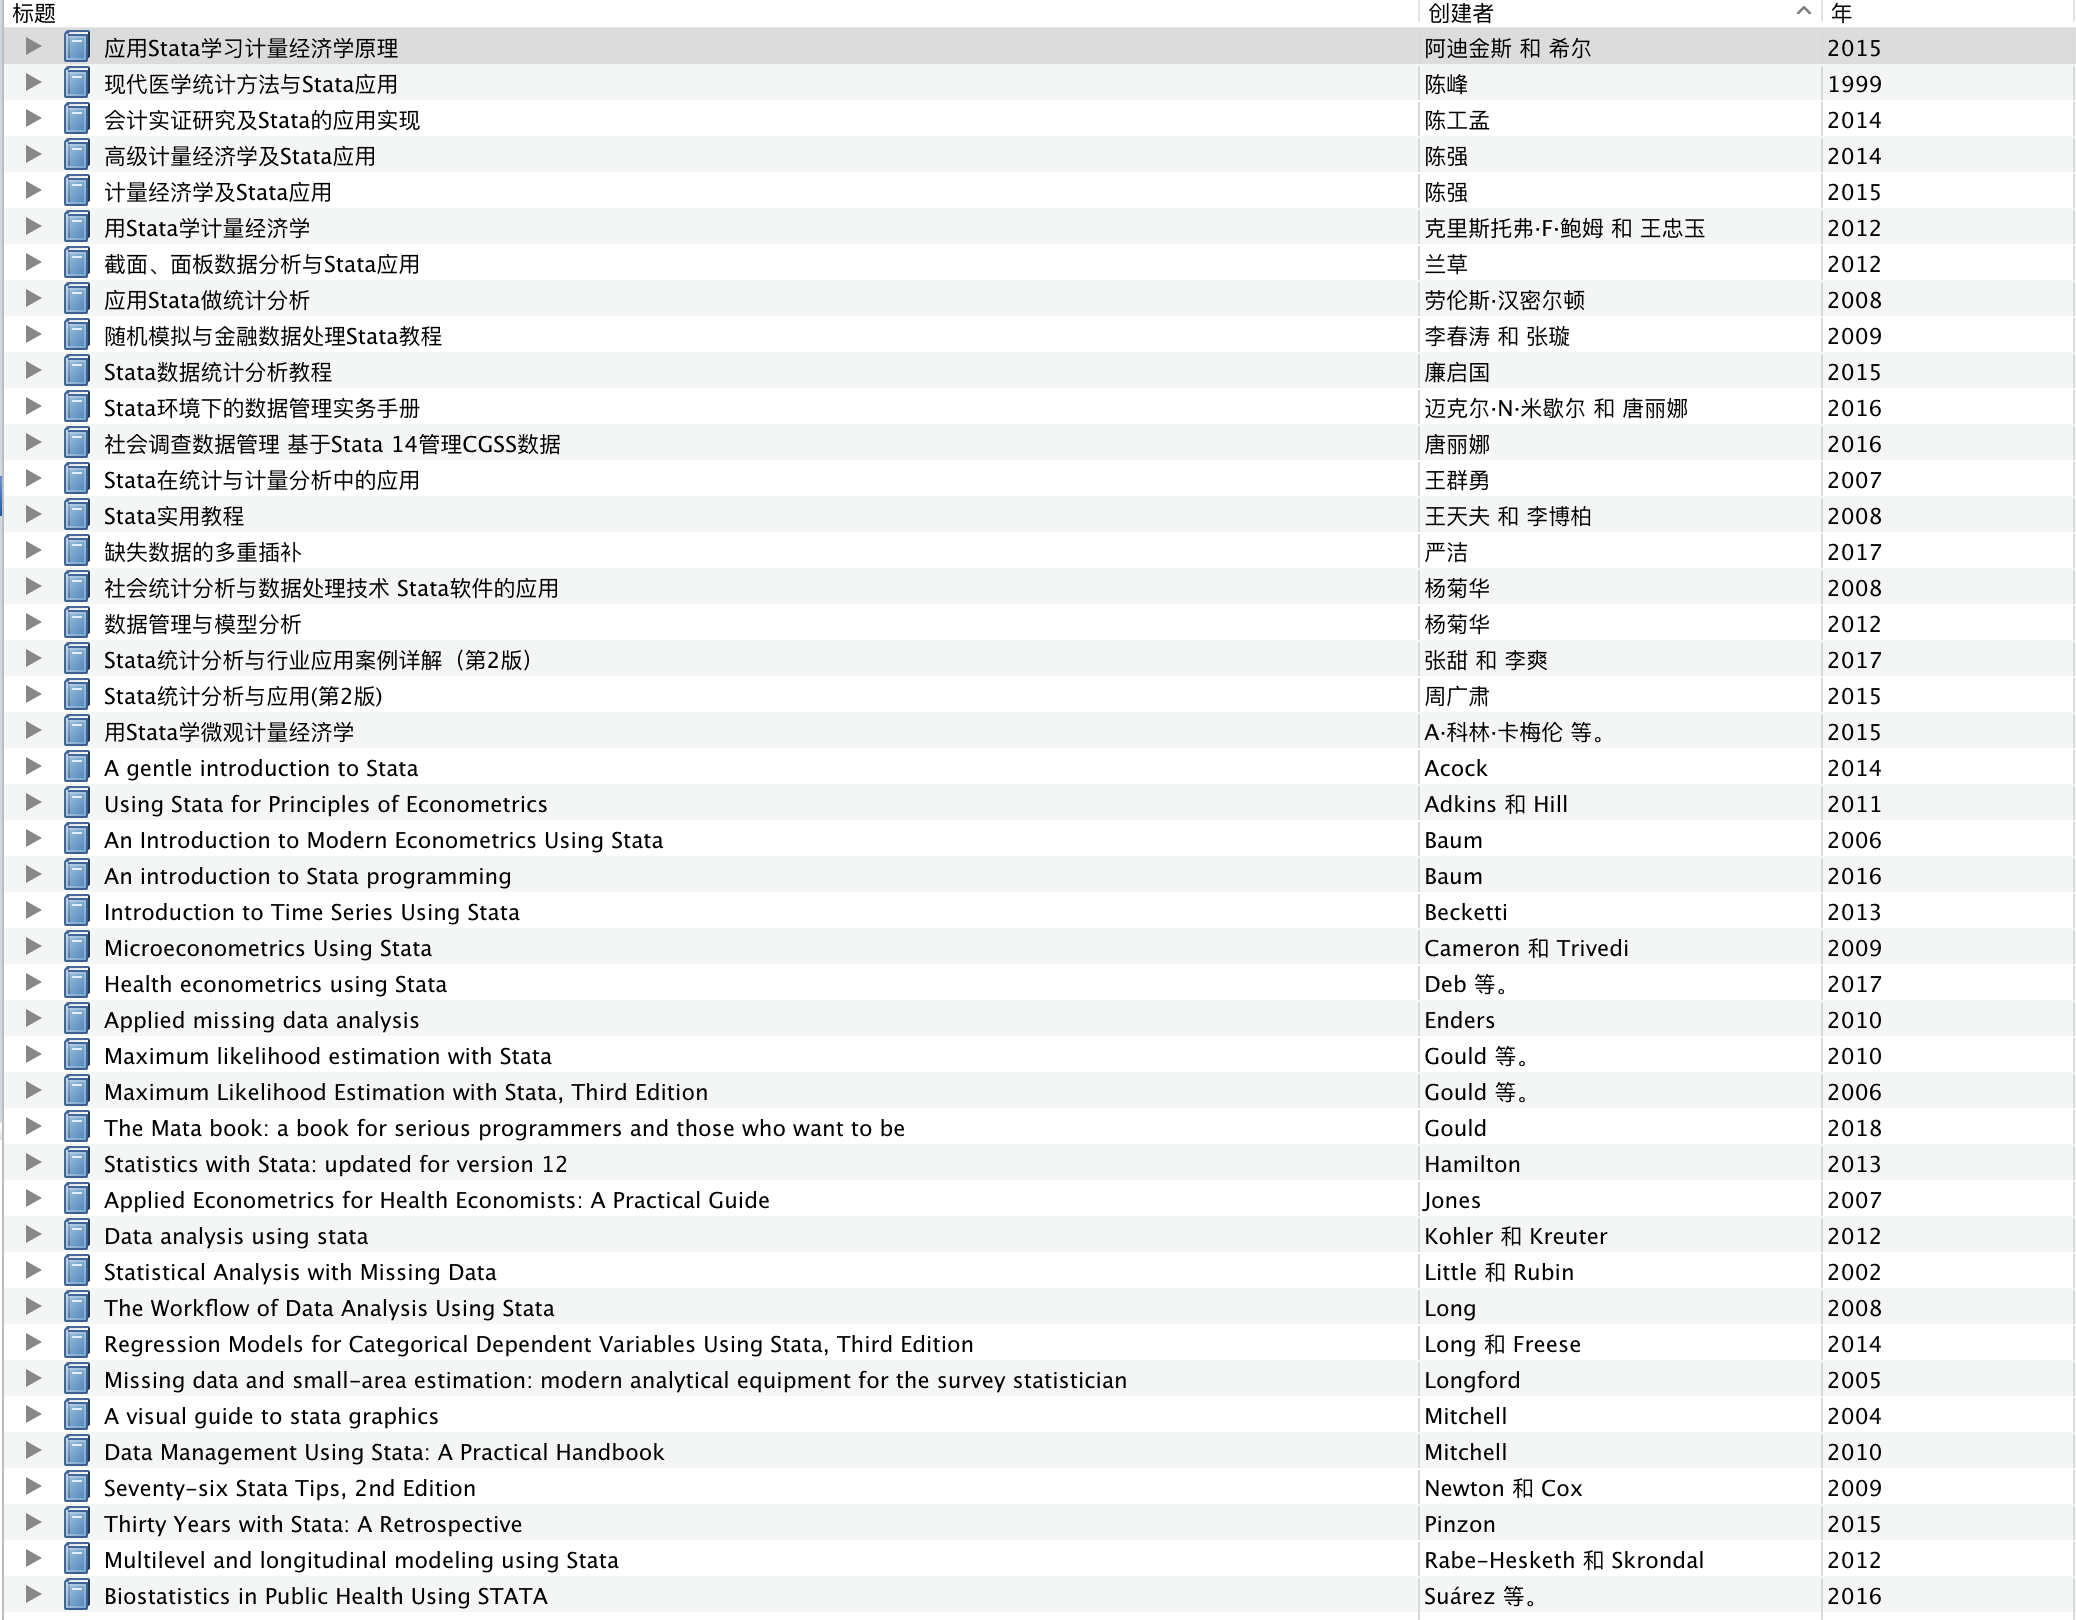 标题 创建者 年
应用Stata学习计量经济学原理 阿迪金斯 和 希尔 2015
现代医学统计方法与Stata应用 陈峰 1999
会计实证研究及Stata的应用实现 陈工孟 2014
高级计量经济学及Stata应用 陈强 2014
计量经济学及Stata应用 陈强 2015
用Stata学计量经济学 克里斯托弗·F·鲍姆 和 王忠玉 2012
截面、面板数据分析与Stata应用 兰草 2012
应用Stata做统计分析 劳伦斯·汉密尔顿 2008
随机模拟与金融数据处理Stata教程 李春涛 和 张璇 2009
Stata数据统计分析教程 廉启国 2015
Stata环境下的数据管理实务手册 迈克尔·N·米歇尔 和 唐丽娜 2016
社会调查数据管理 基于Stata 14管理CGSS数据 唐丽娜 2016
Stata在统计与计量分析中的应用 王群勇 2007
Stata实用教程 王天夫 和 李博柏 2008
缺失数据的多重插补 严洁 2017
社会统计分析与数据处理技术 Stata软件的应用 杨菊华 2008
数据管理与模型分析 杨菊华 2012
Stata统计分析与行业应用案例详解（第2版） 张甜 和 李爽 2017
Stata统计分析与应用(第2版) 周广肃 2015
用Stata学微观计量经济学 A·科林·卡梅伦 等。 2015
A gentle introduction to Stata Acock 2014
Using Stata for Principles of Econometrics Adkins 和 Hill 2011
An Introduction to Modern Econometrics Using Stata Baum 2006
An introduction to Stata programming Baum 2016
Introduction to Time Series Using Stata Becketti 2013
Microeconometrics Using Stata Cameron 和 Trivedi 2009
Health econometrics using Stata Deb 等。 2017
Applied missing data analysis Enders 2010
Maximum likelihood estimation with Stata Gould 等。 2010
Maximum Likelihood Estimation with Stata, Third Edition Gould 等。 2006
The Mata book: a book for serious programmers and those who want to be Gould 2018
Statistics with Stata: updated for version 12 Hamilton 2013
Applied Econometrics for Health Economists: A Practical Guide Jones 2007
Data analysis using stata Kohler 和 Kreuter 2012
Statistical Analysis with Missing Data Little 和 Rubin 2002
The Workflow of Data Analysis Using Stata Long 2008
Regression Models for Categorical Dependent Variables Using Stata, Third Edition Long 和 Freese 2014
Missing data and small-area estimation: modern analytical equipment for the survey statistician Longford 2005
A visual guide to stata graphics Mitchell 2004
Data Management Using Stata: A Practical Handbook Mitchell 2010
Seventy-six Stata Tips, 2nd Edition Newton 和 Cox 2009
Thirty Years with Stata: A Retrospective Pinzon 2015
Multilevel and longitudinal modeling using Stata Rabe-Hesketh 和 Skrondal 2012
Biostatistics in Public Health Using STATA Suárez 等。 2016